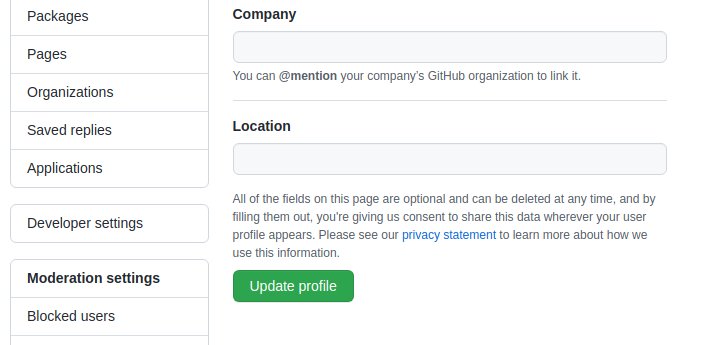 Packages
Pages
Organizations
Saved replies
Applications
Developer settings
Moderation settings
Blocked users
Company
You can @mention your company's GitHub organization to link it.
Location
All of the fields on this page are optional and can be deleted at any time, and by
filling them out, you're giving us consent to share this data wherever your user
profile appears. Please see our privacy statement to learn more about how we
use this information.
Update profile